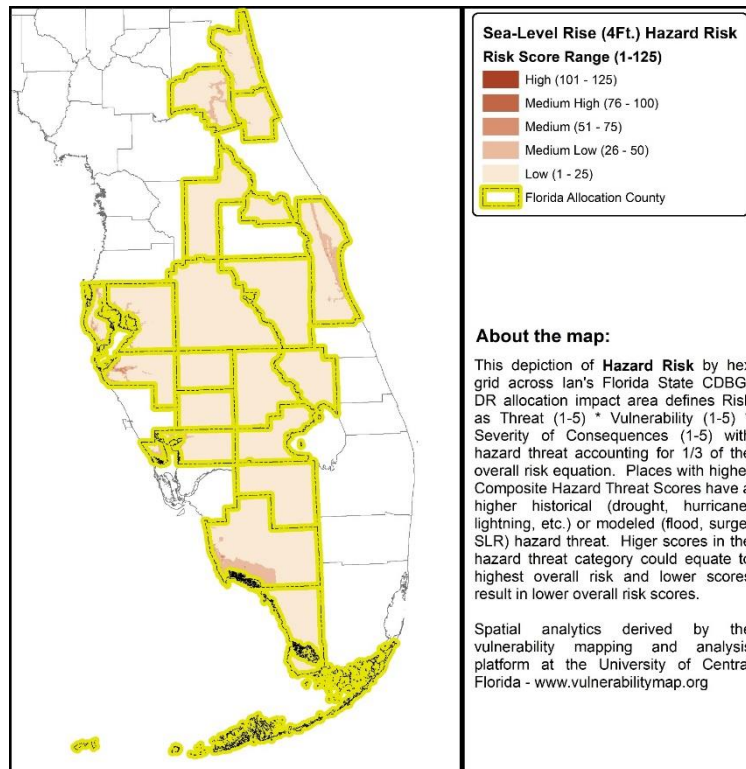 Sea-Level Rise (4Ft.) Hazard Risk
Risk Score Range (1-125)
High (101 - 125)
Medium High (76 - 100)
Medium (51 - 75)
Medium Low (26 - 50)
Low (1 - 25)
Florida Allocation County
About the map:
This depiction of Hazard Risk by hex
grid across Ian's Florida State CDBG-
DR allocation impact area defines Risk
as Threat (1-5) * Vulnerability (1-5) *
Severity of Consequences (1-5) with
hazard threat accounting for 1/3 of the
overall risk equation. Places with higher
Composite Hazard Threat Scores have a
higher historical (drought, hurricane,
lightning, etc.) or modeled (flood, surge,
SLR) hazard threat. Higer scores in the
hazard threat category could equate to
highest overall risk and lower scores
result in lower overall risk scores.
Spatial analytics derived by the
vulnerability mapping and analysis
platform at the University of Central
Florida - www.vulnerabilitymap.org